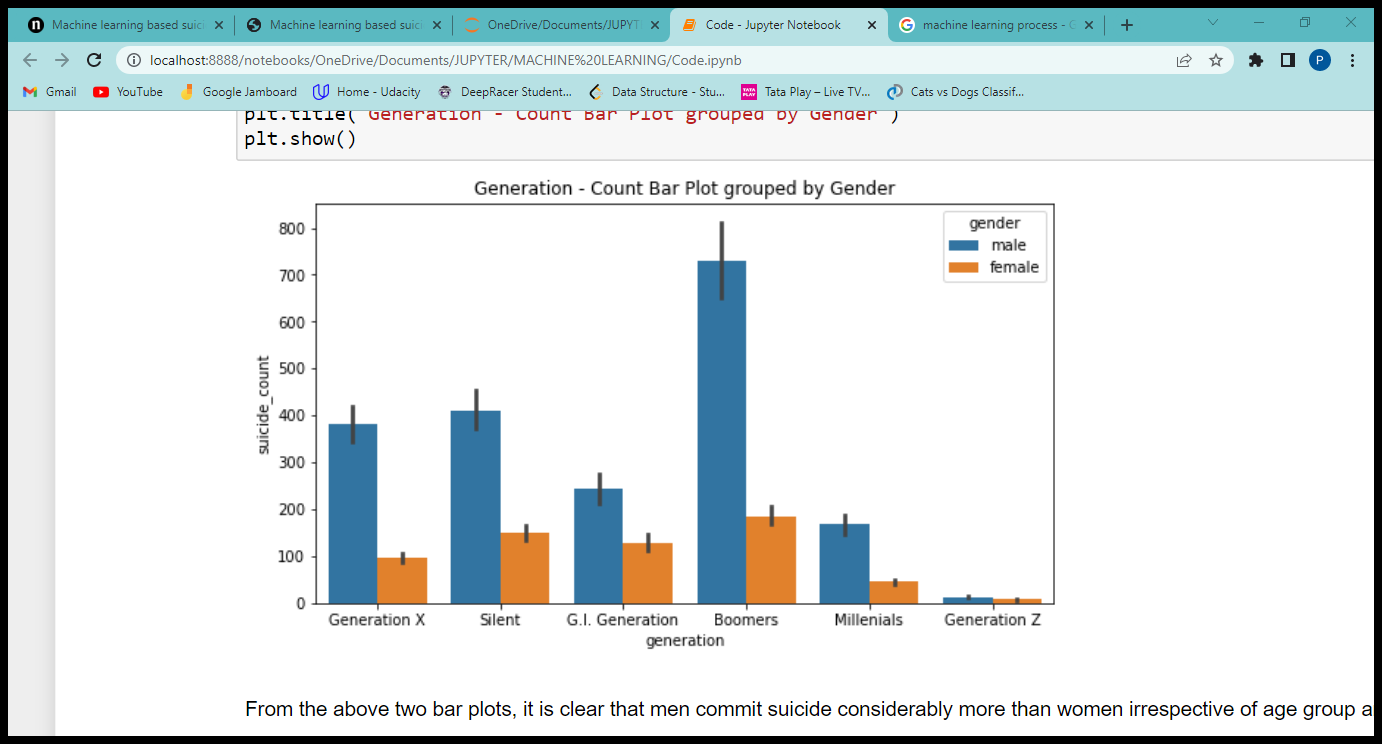 Machine learning based suici
Machine learning based suici
OneDrive/Documents/JUPYT
Code - Jupyter Notebook
machine learning process - G
localhost:8888/notebooks/OneDrive/Documents/JUPYTER/MACHINE%20LEARNING/Code.ipynb
P
Gmail
YouTube
Google Jamboard
Home - Udacity
DeepRacer Student...
Data Structure - Stu...
TATA PLAY
Tata Play – Live TV...
Cats vs Dogs Classif...
plt.title('Generation - Count Bar Plot grouped by Gender')
plt.show()
Generation - Count Bar Plot grouped by Gender
gender
male
female
suicide_count
800
700
600
500
400
300
200
100
0
Generation X
Silent
G.I. Generation
Boomers
Millenials
Generation Z
generation
From the above two bar plots, it is clear that men commit suicide considerably more than women irrespective of age group a